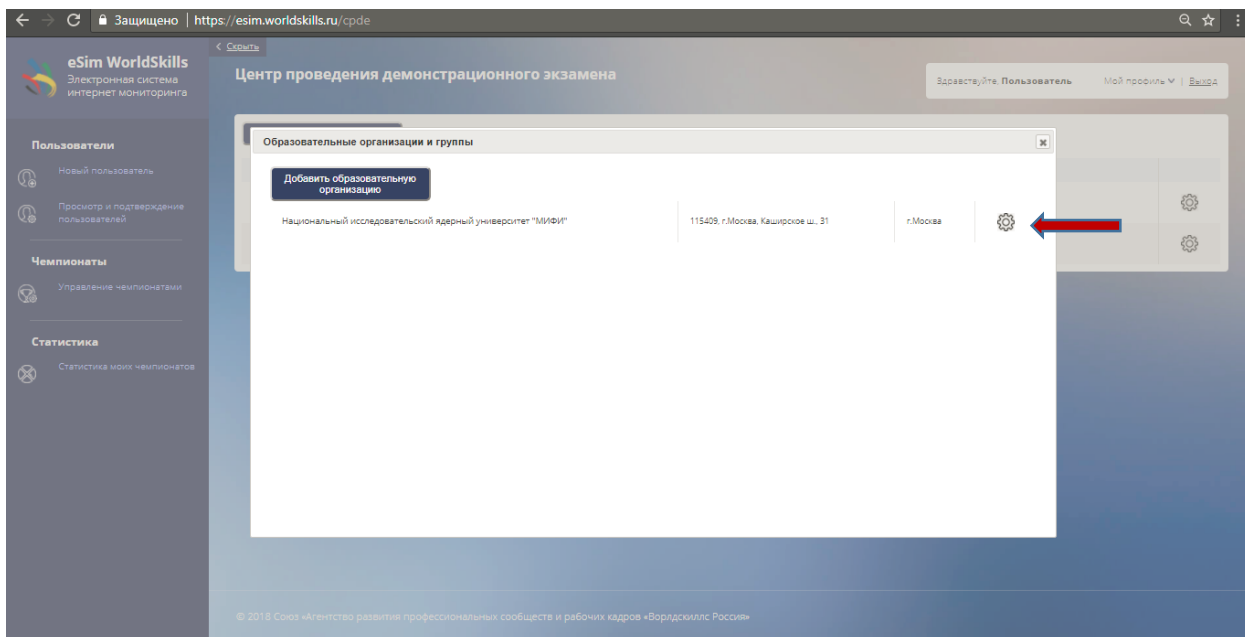 Защищено | https://esim.worldskills.ru/cpde
Скрыть
eSim WorldSkills
Электронная система
интернет мониторинга
Центр проведения демонстрационного экзамена
Здравствуйте, Пользователь
Мой профиль | Выход
Пользователи
Новый пользователь
Просмотр и подтверждение
пользователей
Чемпионаты
Управление чемпионатами
Статистика
Статистика моих чемпионатов
Образовательные организации и группы
Добавить образовательную
организацию
Национальный исследовательский ядерный университет "МИФИ"
115409, г.Москва, Каширское ш., 31
г.Москва
© 2018 Союз «Агентство развития профессиональных сообществ и рабочих кадров «Ворлдскиллс Россия»